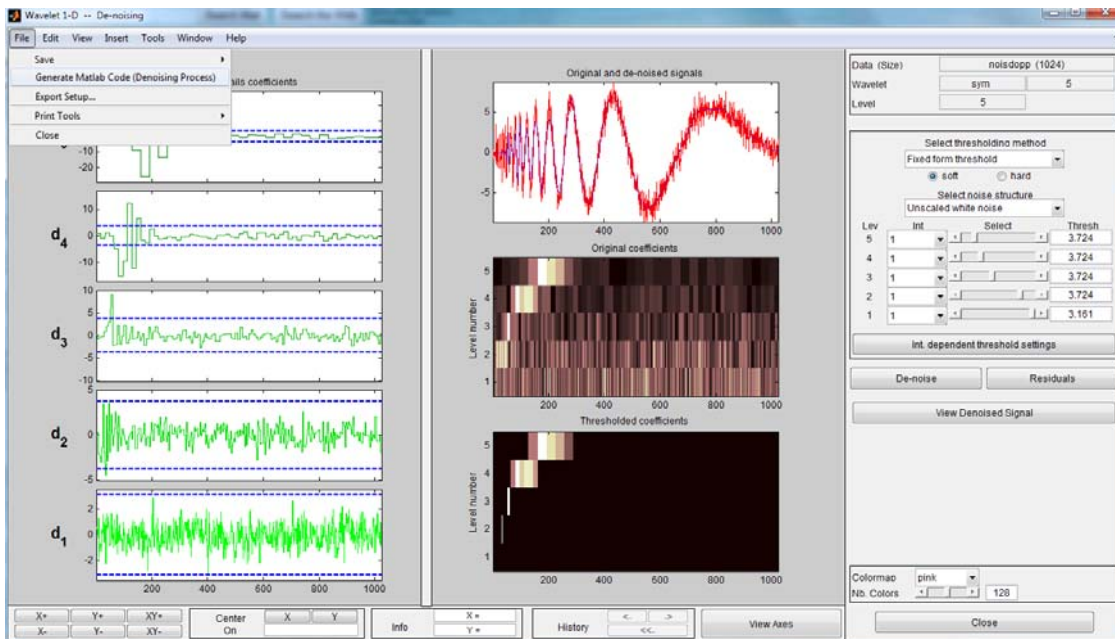 Wavelet 1-D -- De-noising
File Edit View Insert Tools Window Help
Save
Generate Matlab Code (Denoising Process)
Export Setup...
Print Tools
Close
ails coefficients
-10
-20
10
0
-10
d4
10
5
0
-5
-10
d3
5
0
-5
d2
2
0
-2
d1
200 400 600 800 1000
Original and de-noised signals
5
0
-5
200 400 600 800 1000
Original coefficients
Level number
5
4
3
2
1
200 400 600 800 1000
Thresholded coefficients
Level number
5
4
3
2
1
200 400 600 800 1000
Data (Size) noisdopp (1024)
Wavelet sym 5
Level 5
Select thresholding method
Fixed form threshold
soft hard
Select noise structure
Unscaled white noise
Lev Int Select Thresh
5 1 3.724
4 1 3.724
3 1 3.724
2 1 3.724
1 1 3.161
Int. dependent threshold settings
De-noise Residuals
View Denoised Signal
Colormap pink
Nb. Colors 128
Close
X+ Y+ XY+
X- Y- XY-
Center On X Y
Info X = Y =
History <- -> <<-
View Axes